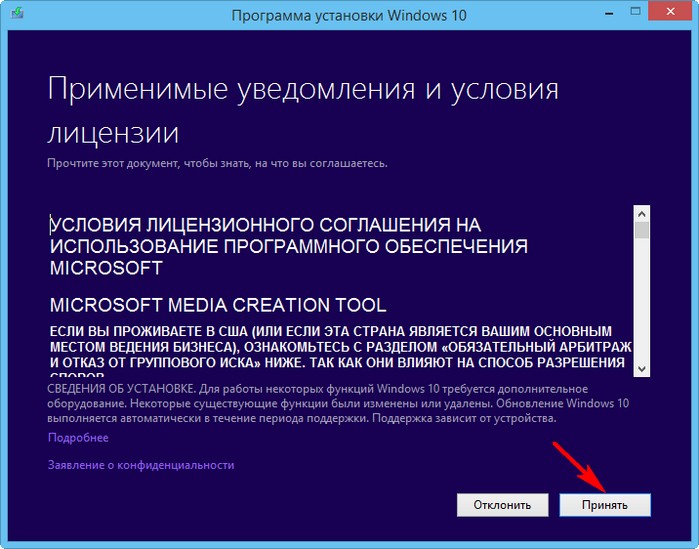 Программа установки Windows 10
Применимые уведомления и условия
лицензии
Прочтите этот документ, чтобы знать, на что вы соглашаетесь.
УСЛОВИЯ ЛИЦЕНЗИОННОГО СОГЛАШЕНИЯ НА
ИСПОЛЬЗОВАНИЕ ПРОГРАММНОГО ОБЕСПЕЧЕНИЯ
MICROSOFT
MICROSOFT MEDIA CREATION TOOL
ЕСЛИ ВЫ ПРОЖИВАЕТЕ В США (ИЛИ ЕСЛИ ЭТА СТРАНА ЯВЛЯЕТСЯ ВАШИМ ОСНОВНЫМ
МЕСТОМ ВЕДЕНИЯ БИЗНЕСА), ОЗНАКОМЬТЕСЬ С РАЗДЕЛОМ «ОБЯЗАТЕЛЬНЫЙ АРБИТРАЖ
И ОТКАЗ ОТ ГРУППОВОГО ИСКА» НИЖЕ. ТАК КАК ОНИ ВЛИЯЮТ НА СПОСОБ РАЗРЕШЕНИЯ
СПОРОВ
СВЕДЕНИЯ ОБ УСТАНОВКЕ. Для работы некоторых функций Windows 10 требуется дополнительное
оборудование. Некоторые существующие функции были изменены или удалены. Обновление Windows 10
выполняется автоматически в течение периода поддержки. Поддержка зависит от устройства.
Подробнее
Заявление о конфиденциальности
Отклонить
Принять